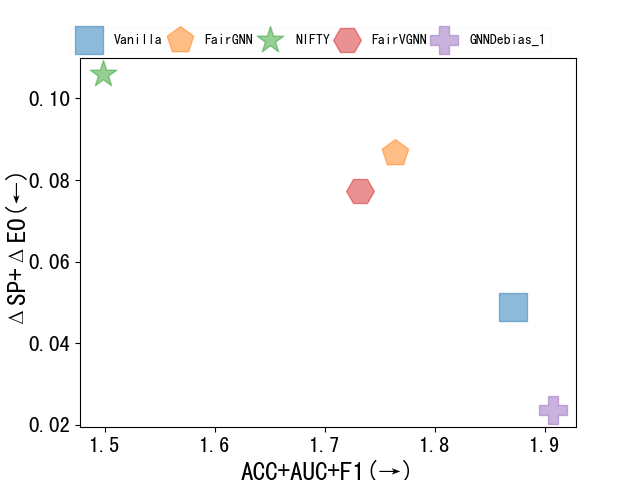 Vanilla FairGNN NIFTY FairVGNN GNNDebias_1
ΔSP+ΔEO(←)
0.10
0.08
0.06
0.04
0.02
1.5 1.6 1.7 1.8 1.9
ACC+AUC+F1(→)